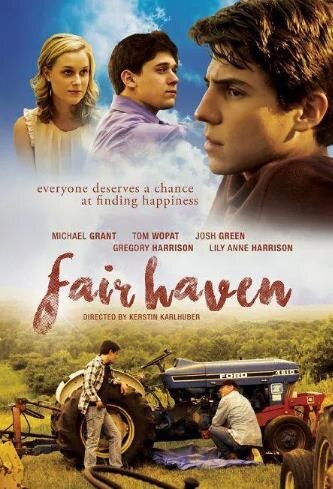 everyone deserves a chance
at finding happiness
MICHAEL GRANT TOM WOPAT JOSH GREEN
GREGORY HARRISON LILY ANNE HARRISON
fair haven
DIRECTED BY KERSTIN KARLHUBER
FORD 4610